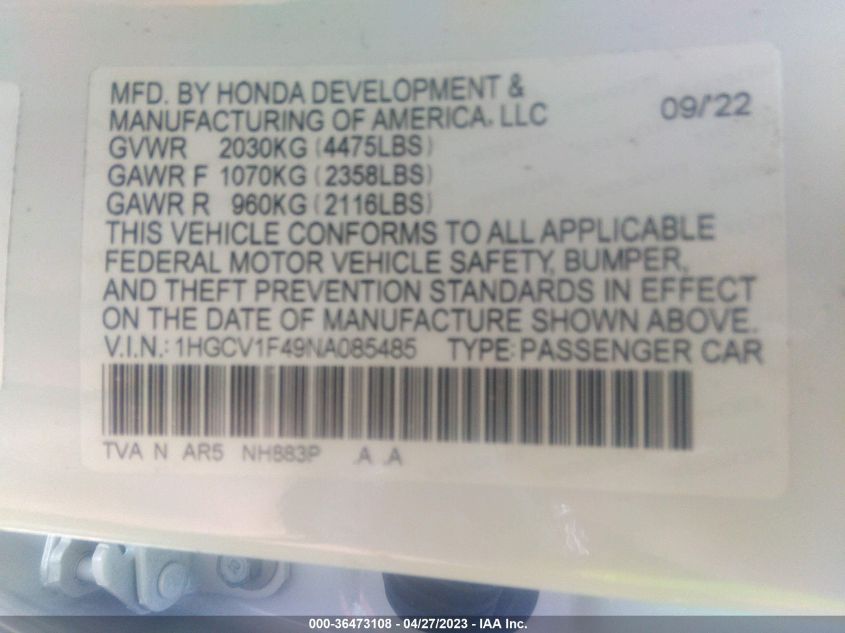 MFD. BY HONDA DEVELOPMENT &
MANUFACTURING OF AMERICA, LLC 09/'22
GVWR 2030KG (4475LBS)
GAWR F 1070KG (2358LBS)
GAWR R 960KG (2116LBS)
THIS VEHICLE CONFORMS TO ALL APPLICABLE
FEDERAL MOTOR VEHICLE SAFETY, BUMPER,
AND THEFT PREVENTION STANDARDS IN EFFECT
ON THE DATE OF MANUFACTURE SHOWN ABOVE.
V.I.N.: 1HGCV1F49NA085485 TYPE: PASSENGER CAR
TVA N AR5 NH883P A A
000-36473108 - 04/27/2023 - IAA Inc.